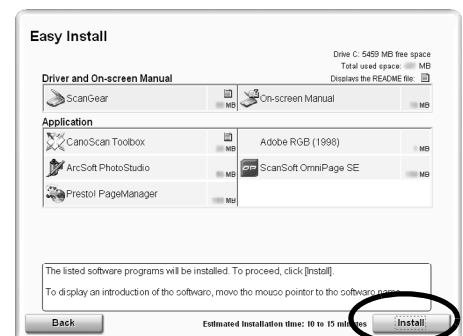 Easy Install
Drive C: 5459 MB free space
Total used space: MB
Driver and On-screen Manual
Displays the README file:
ScanGear
MB
On-screen Manual
MB
Application
CanoScan Toolbox
MB
Adobe RGB (1998)
MB
ArcSoft PhotoStudio
MB
OP
ScanSoft OmniPage SE
MB
Presto! PageManager
MB
The listed software programs will be installed. To proceed, click [Install].
To display an introduction of the software, move the mouse pointer to the software name.
Back
Estimated Installation time: 10 to 15 minutes
Install